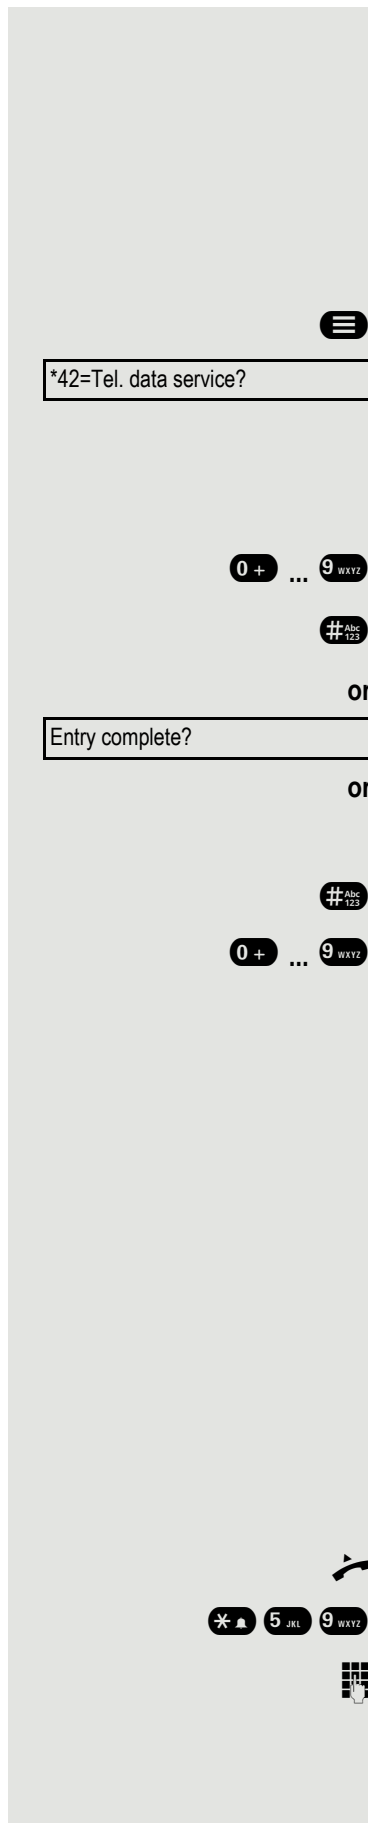 *42=Tel. data service?
0 + ... 9 WXYZ
# Abc 123
or
Entry complete?
or
# Abc 123
0 + ... 9 WXYZ
* 5 JKL 9 WXYZ